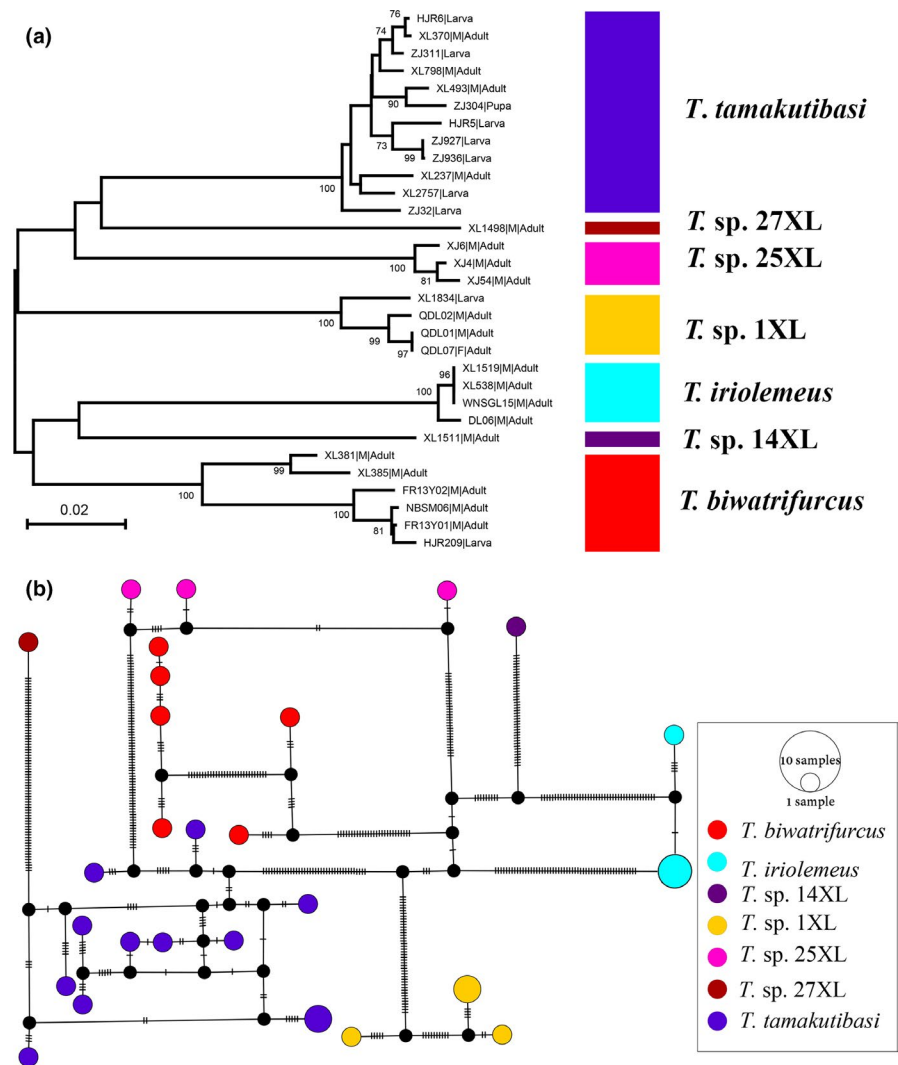 (a)
76
HJR6|Larva
74
XL370|M|Adult
ZJ311|Larva
XL798|M|Adult
XL493|M|Adult
90
ZJ304|Pupa
HJR5|Larva
73
ZJ927|Larva
99
ZJ936|Larva
XL237|M|Adult
100
XL2757|Larva
ZJ32|Larva
T. tamakutibasi
XL1498|M|Adult
T. sp. 27XL
XJ6|M|Adult
100
XJ4|M|Adult
81
XJ54|M|Adult
T. sp. 25XL
XL1834|Larva
100
QDL02|M|Adult
99
QDL01|M|Adult
97
QDL07|F|Adult
T. sp. 1XL
XL1519|M|Adult
96
100
XL538|M|Adult
WNSGL15|M|Adult
DL06|M|Adult
T. iriolemeus
XL1511|M|Adult
T. sp. 14XL
XL381|M|Adult
99
XL385|M|Adult
100
FR13Y02|M|Adult
100
NBSM06|M|Adult
81
FR13Y01|M|Adult
HJR209|Larva
T. biwatrifurcus
0.02
(b)
10 samples
1 sample
T. biwatrifurcus
T. iriolemeus
T. sp. 14XL
T. sp. 1XL
T. sp. 25XL
T. sp. 27XL
T. tamakutibasi